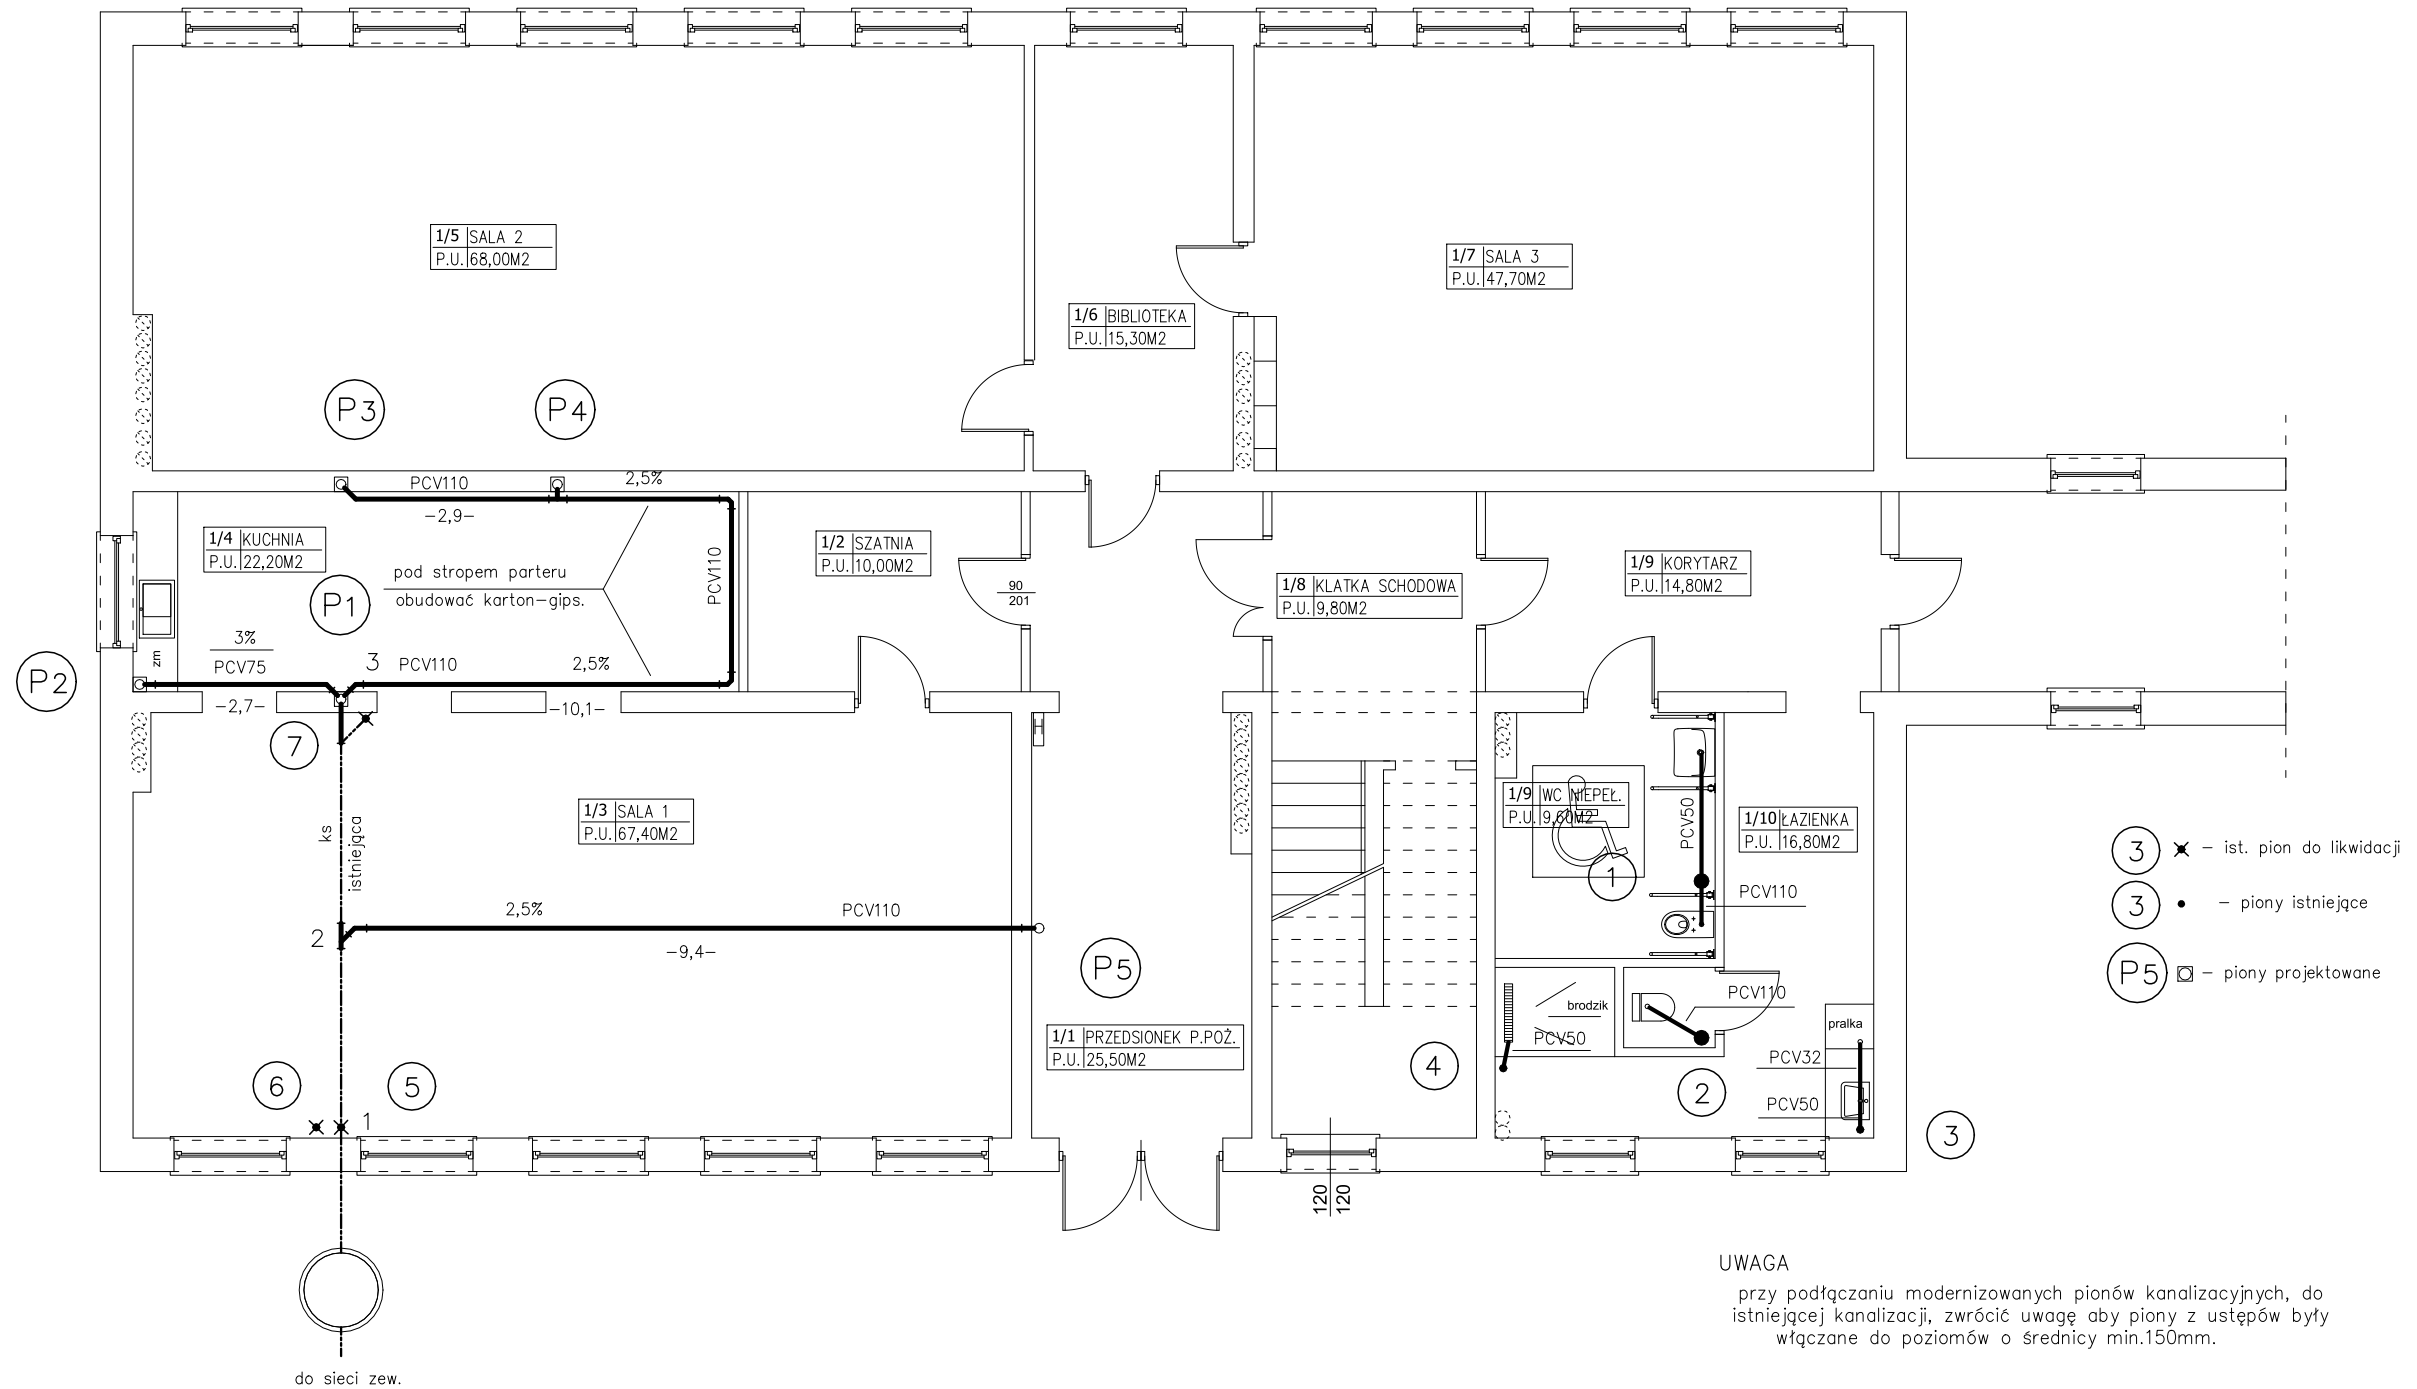 1/5 SALA 2
P.U. 68,00M2
1/7 SALA 3
P.U. 47,70M2
1/6 BIBLIOTEKA
P.U. 15,30M2
P3
P4
PCV110
2,5%
-2,9-
1/4 KUCHNIA
P.U. 22,20M2
pod stropem parteru
obudować karton-gips.
P1
PCV110
1/2 SZATNIA
P.U. 10,00M2
90
201
1/8 KLATKA SCHODOWA
P.U. 9,80M2
1/9 KORYTARZ
P.U. 14,80M2
zm
3%
PCV75
3
PCV110
2,5%
P2
-2,7-
-10,1-
7
H
1/3 SALA 1
P.U. 67,40M2
ks
istniejąca
1/9 WC NIEPEŁ.
P.U. 9,60M2
PCV50
1/10 ŁAZIENKA
P.U. 16,80M2
1
PCV110
2
2,5%
PCV110
-9,4-
P5
3 - ist. pion do likwidacji
3 - piony istniejące
P5 - piony projektowane
brodzik
PCV50
PCV110
pralka
1/1 PRZEDSIONEK P.POŻ.
P.U. 25,50M2
4
2
PCV32
PCV50
6
5
1
3
120
120
UWAGA
przy podłączaniu modernizowanych pionów kanalizacyjnych, do
istniejącej kanalizacji, zwrócić uwagę aby piony z ustępów były
włączane do poziomów o średnicy min.150mm.
do sieci zew.